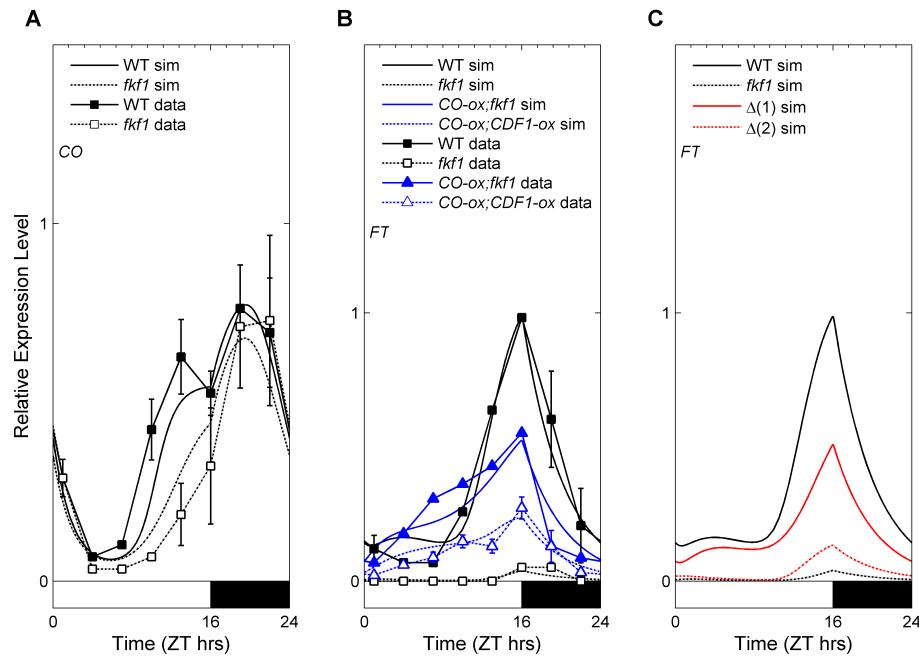 A
WT sim
fkf1 sim
WT data
fkf1 data
CO
1
0
0
16
24
Time (ZT hrs)
Relative Expression Level
B
WT sim
fkf1 sim
CO-ox;fkf1 sim
CO-ox;CDF1-ox sim
WT data
fkf1 data
CO-ox;fkf1 data
CO-ox;CDF1-ox data
FT
1
0
0
16
24
Time (ZT hrs)
C
WT sim
fkf1 sim
Δ(1) sim
Δ(2) sim
FT
1
0
0
16
24
Time (ZT hrs)